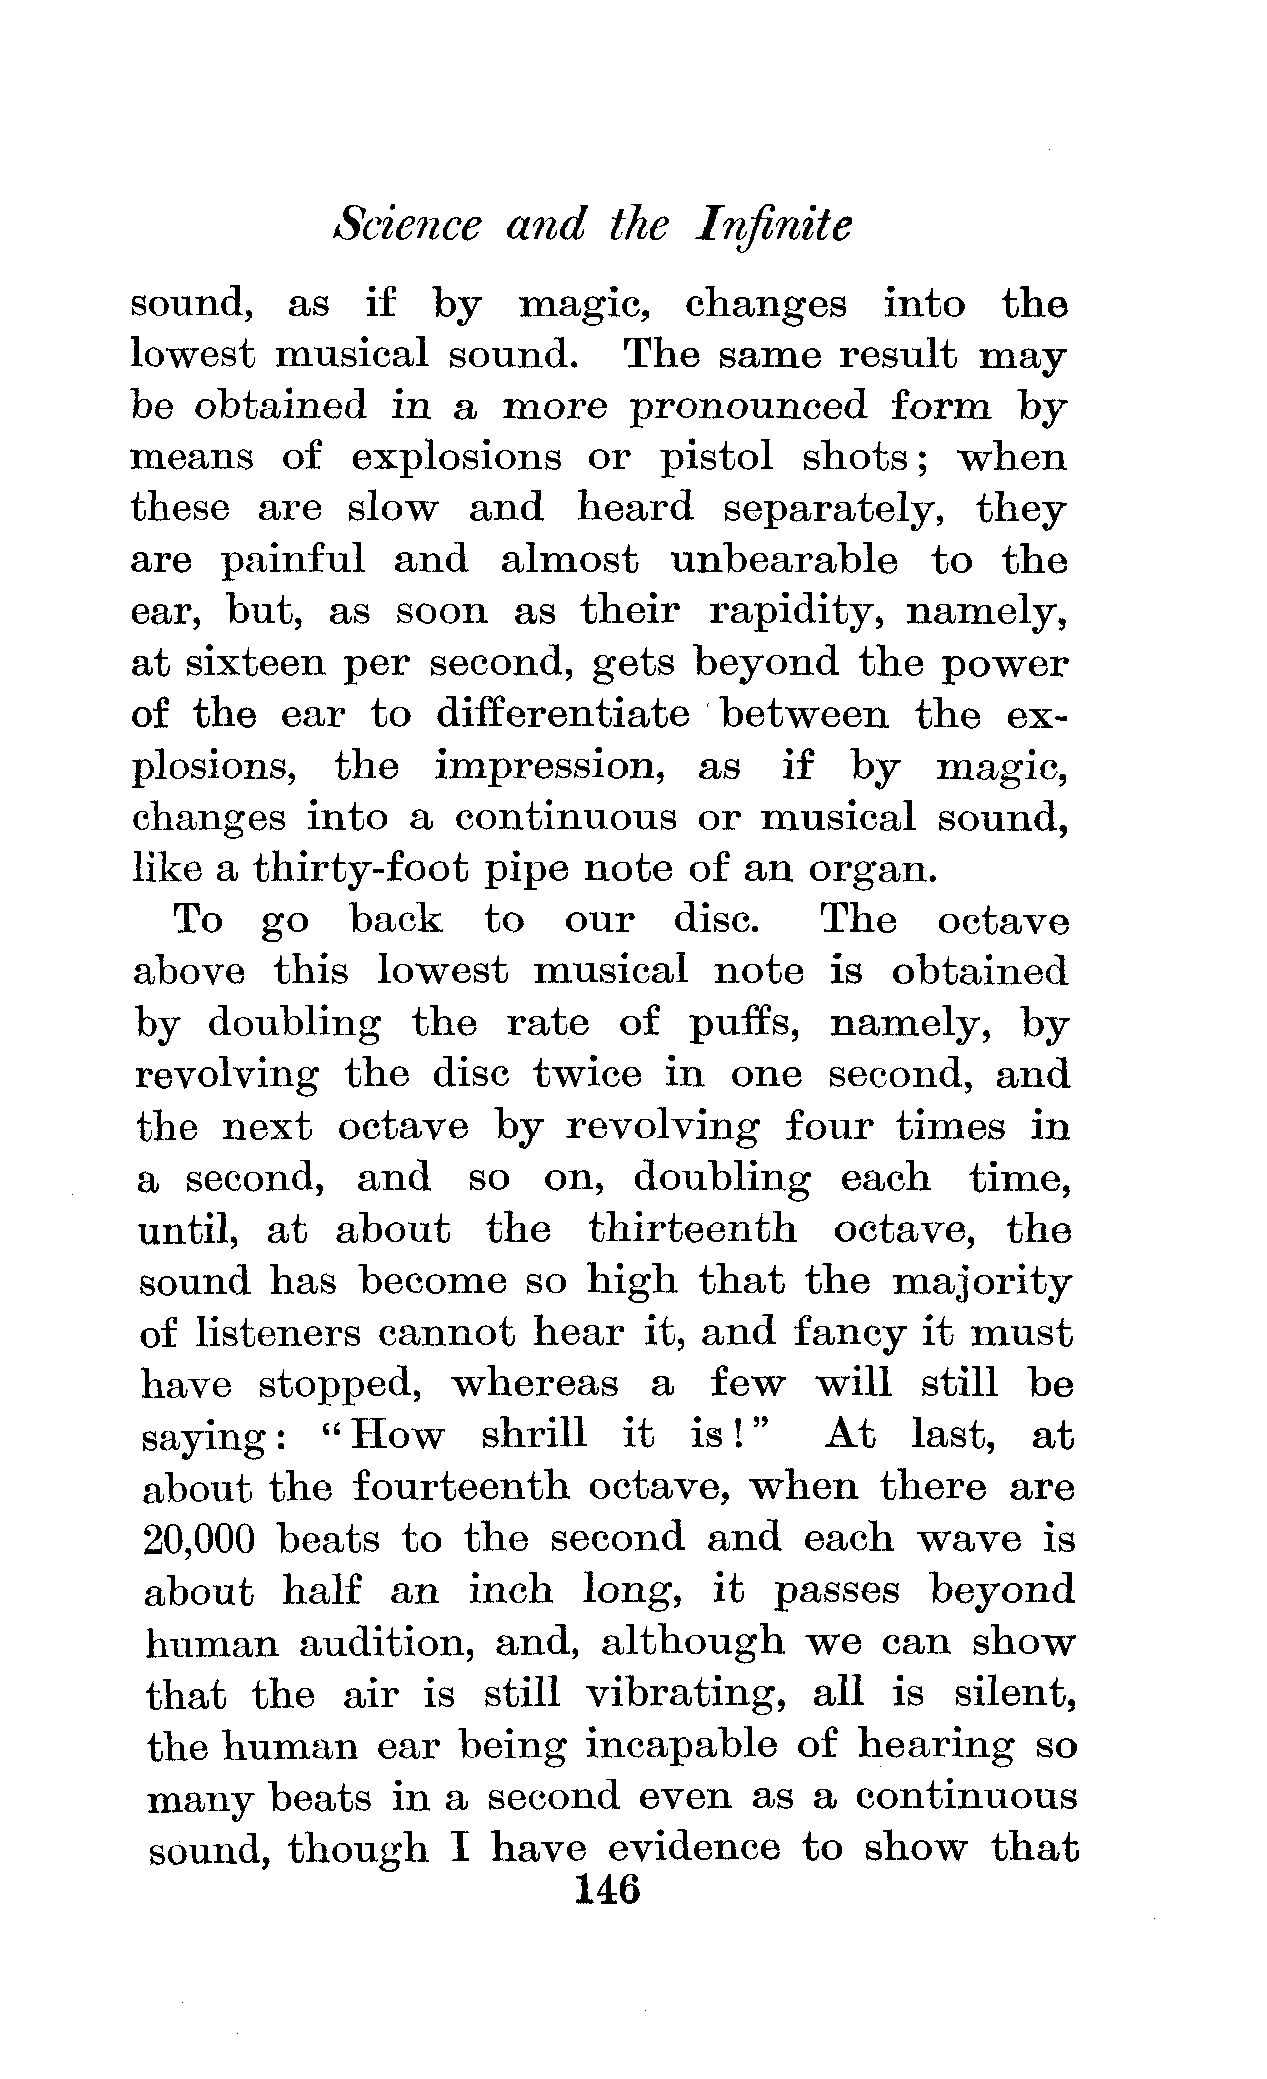 Science and the Infinite
sound, as if by magic, changes into the
lowest musical sound. The same result may
be obtained in a more pronounced form by
means of explosions or pistol shots; when
these are slow and heard separately, they
are painful and almost unbearable to the
ear, but, as soon as their rapidity, namely,
at sixteen per second, gets beyond the power
of the ear to differentiate between the ex-
plosions, the impression, as if by magic,
changes into a continuous or musical sound,
like a thirty-foot pipe note of an organ.
To go back to our disc. The octave
above this lowest musical note is obtained
by doubling the rate of puffs, namely, by
revolving the disc twice in one second, and
the next octave by revolving four times in
a second, and so on, doubling each time,
until, at about the thirteenth octave, the
sound has become so high that the majority
of listeners cannot hear it, and fancy it must
have stopped, whereas a few will still be
saying: “How shrill it is!” At last, at
about the fourteenth octave, when there are
20,000 beats to the second and each wave is
about half an inch long, it passes beyond
human audition, and, although we can show
that the air is still vibrating, all is silent,
the human ear being incapable of hearing so
many beats in a second even as a continuous
sound, though I have evidence to show that
146